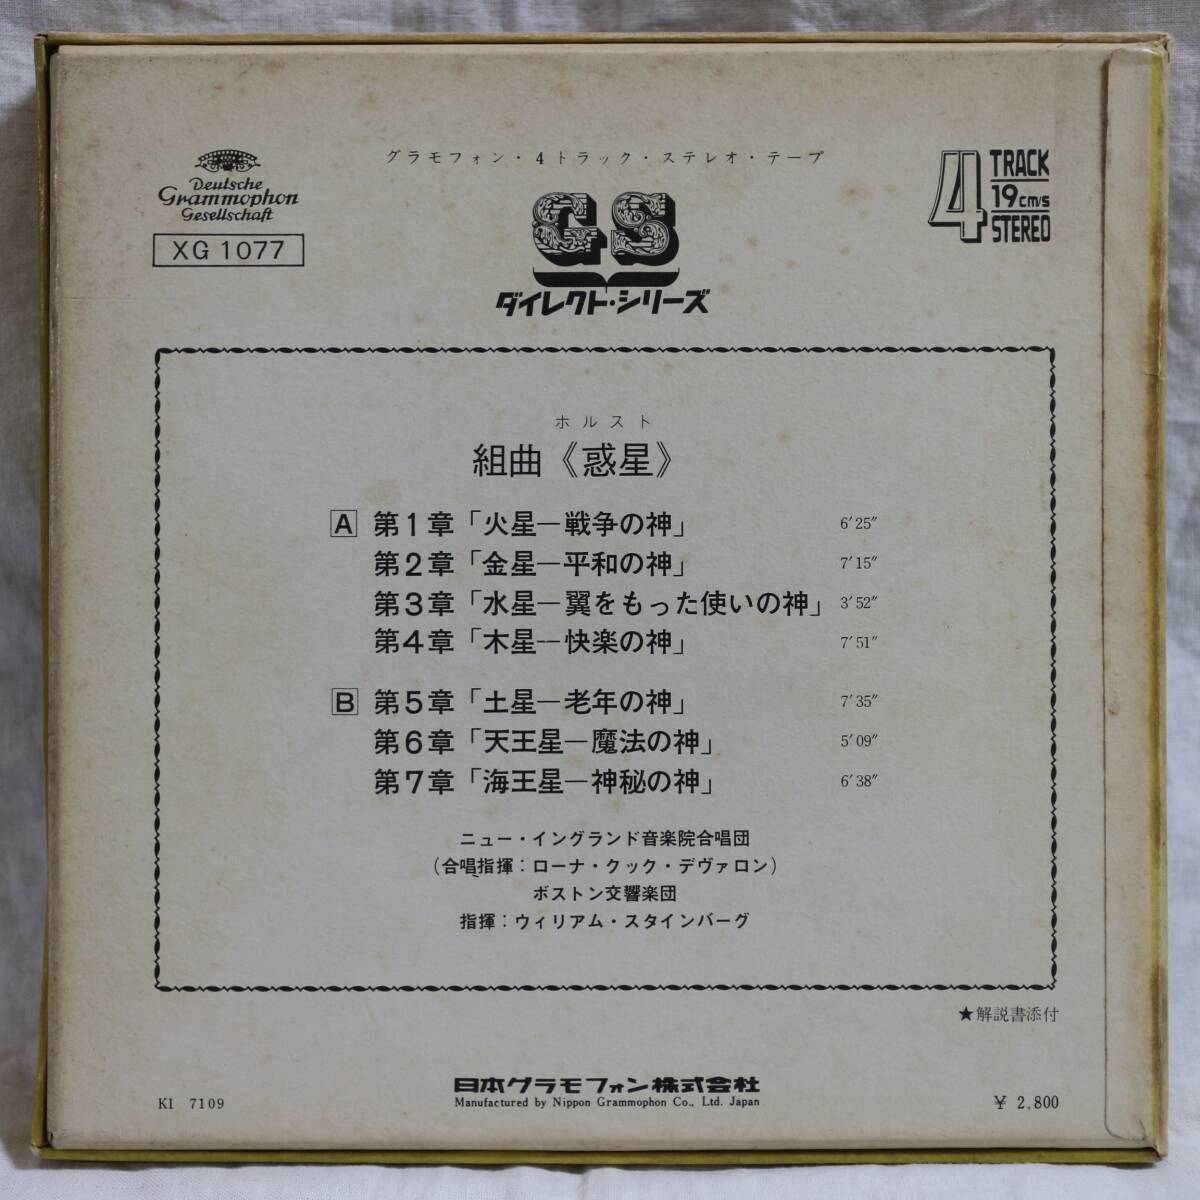 グラモフォン・4トラック・ステレオ・テープ
Deutsche
Grammophon
Gesellschaft
XG 1077
GS
ダイレクト・シリーズ
4 TRACK
19cm/s
STEREO
ホルスト
組曲《惑星》
A 第1章「火星―戦争の神」 6′25″
第2章「金星―平和の神」 7′15″
第3章「水星―翼をもった使いの神」 3′52″
第4章「木星―快楽の神」 7′51″
B 第5章「土星―老年の神」 7′35″
第6章「天王星―魔法の神」 5′09″
第7章「海王星―神秘の神」 6′38″
ニュー・イングランド音楽院合唱団
(合唱指揮：ローナ・クック・デヴァロン)
ボストン交響楽団
指揮：ウィリアム・スタインバーグ
★解説書添付
日本グラモフォン株式会社
Manufactured by Nippon Grammophon Co., Ltd. Japan
KI 7109
¥ 2,800